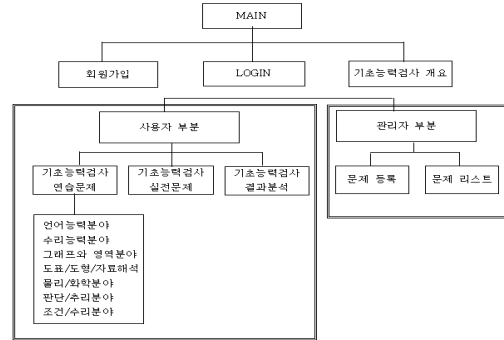 MAIN
회원가입
LOGIN
기초능력검사 개요
사용자 부분
관리자 부분
기초능력검사
연습문제
기초능력검사
실전문제
기초능력검사
결과분석
문제 등록
문제 리스트
언어능력분야
수리능력분야
그래프와 영역분야
도표/도형/자료해석
물리/화학분야
판단/추리분야
조건/수리분야